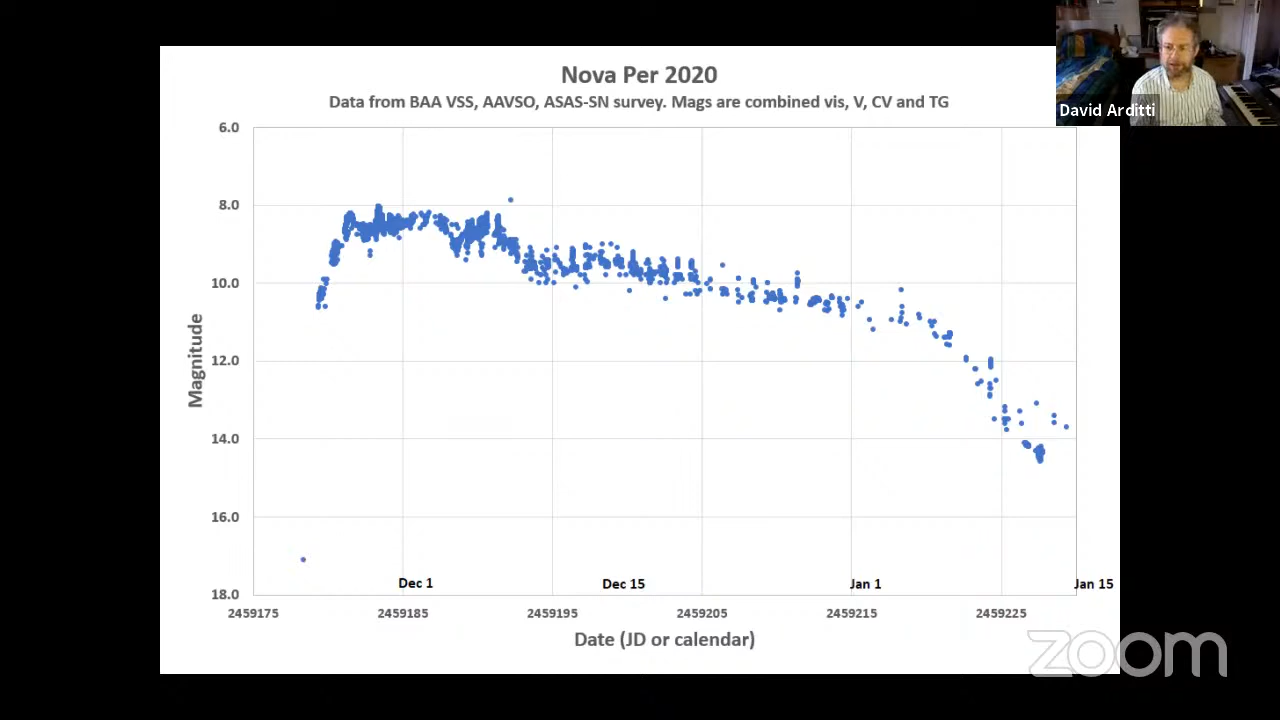 Nova Per 2020
Data from BAA VSS, AAVSO, ASAS-SN survey. Mags are combined vis, V, CV and TG
David Arditti
6.0
8.0
10.0
12.0
14.0
16.0
18.0
Magnitude
Dec 1 Dec 15 Jan 1 Jan 15
2459175 2459185 2459195 2459205 2459215 2459225
Date (JD or calendar)
zoom